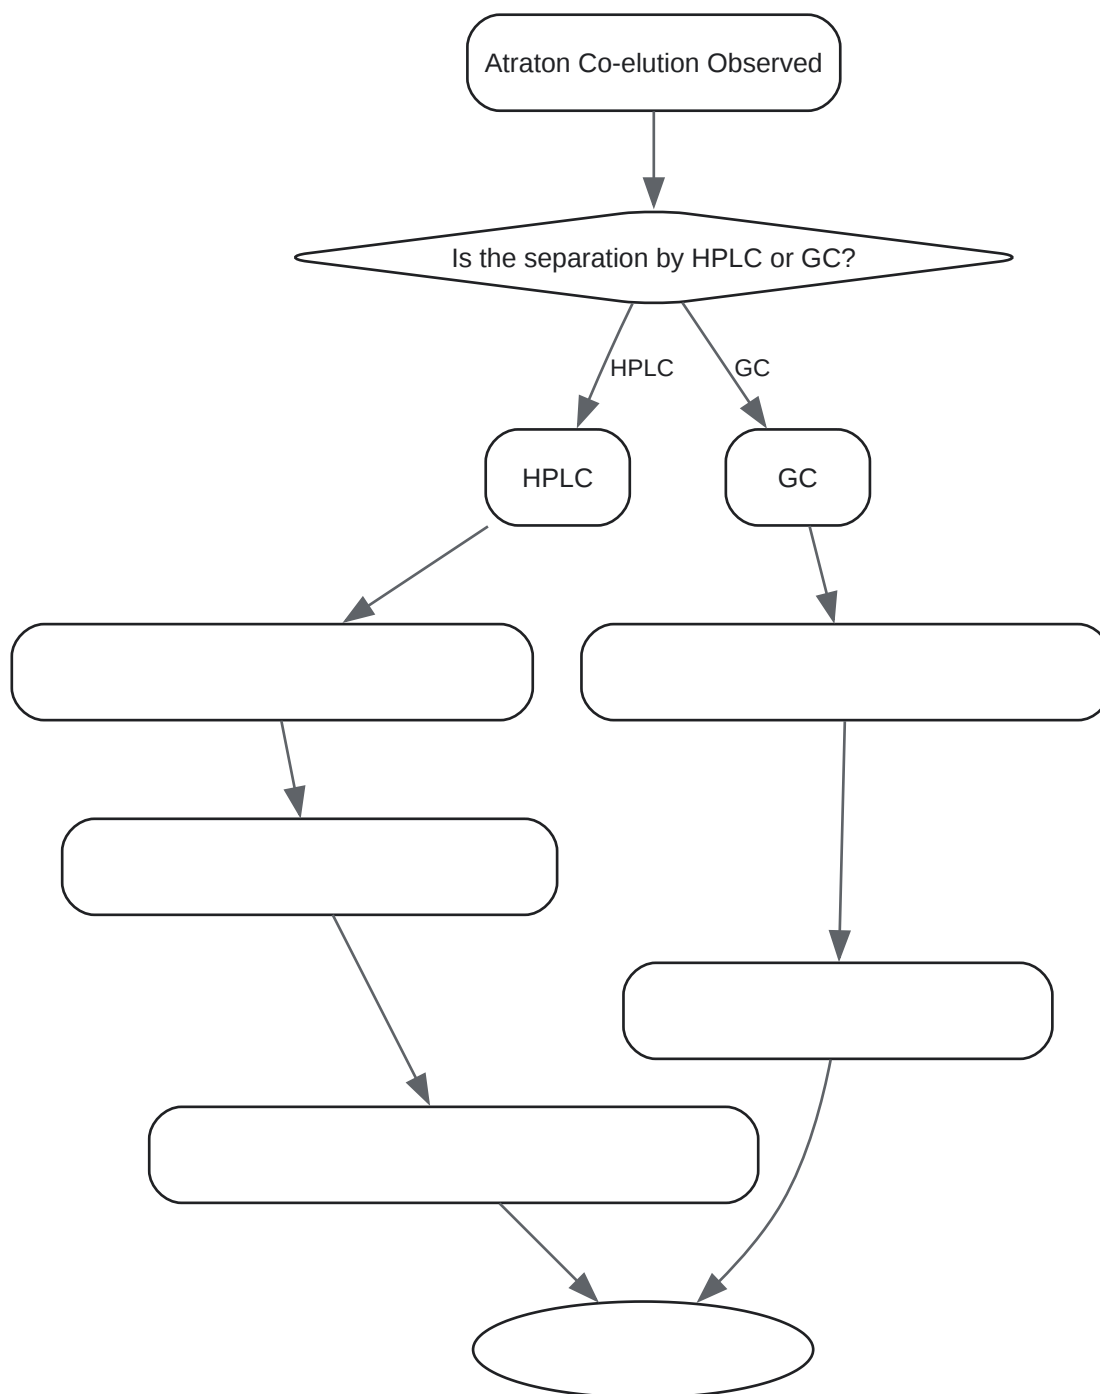 Atraton Co-elution Observed
Is the separation by HPLC or GC?
HPLC
GC
HPLC
GC